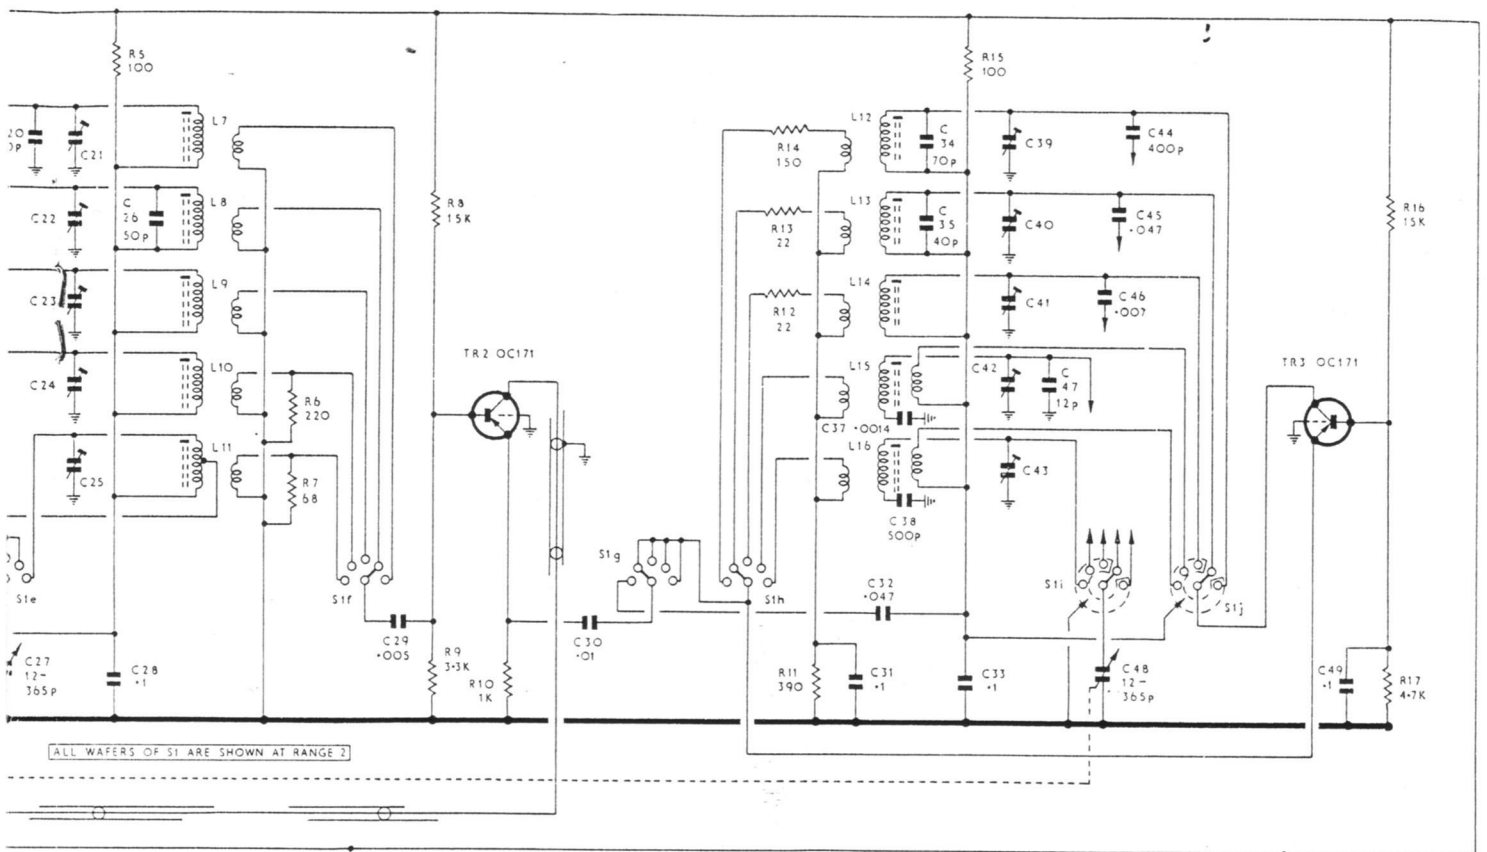 R5
100
R15
100
L7
L12
C
34
70p
C44
400p
20
0p
C21
R14
150
C39
L8
L13
C
26
50p
C22
R8
15K
R13
22
C
35
40p
C40
C45
·047
R16
15K
L9
L14
C23
R12
22
C41
C46
·007
TR2 OC171
TR3 OC171
L10
L15
C24
C42
C
47
12p
R6
220
C37 ·0014
L11
L16
C25
R7
68
C43
C38
500p
S1g
S1e
S1f
S1h
C32
·047
S1i
S1j
C29
·005
C30
·01
C27
12–
365p
C28
·1
R9
3·3K
R10
1K
R11
390
C31
·1
C33
·1
C48
12–
365p
C49
·1
R17
4·7K
ALL WAFERS OF S1 ARE SHOWN AT RANGE 2